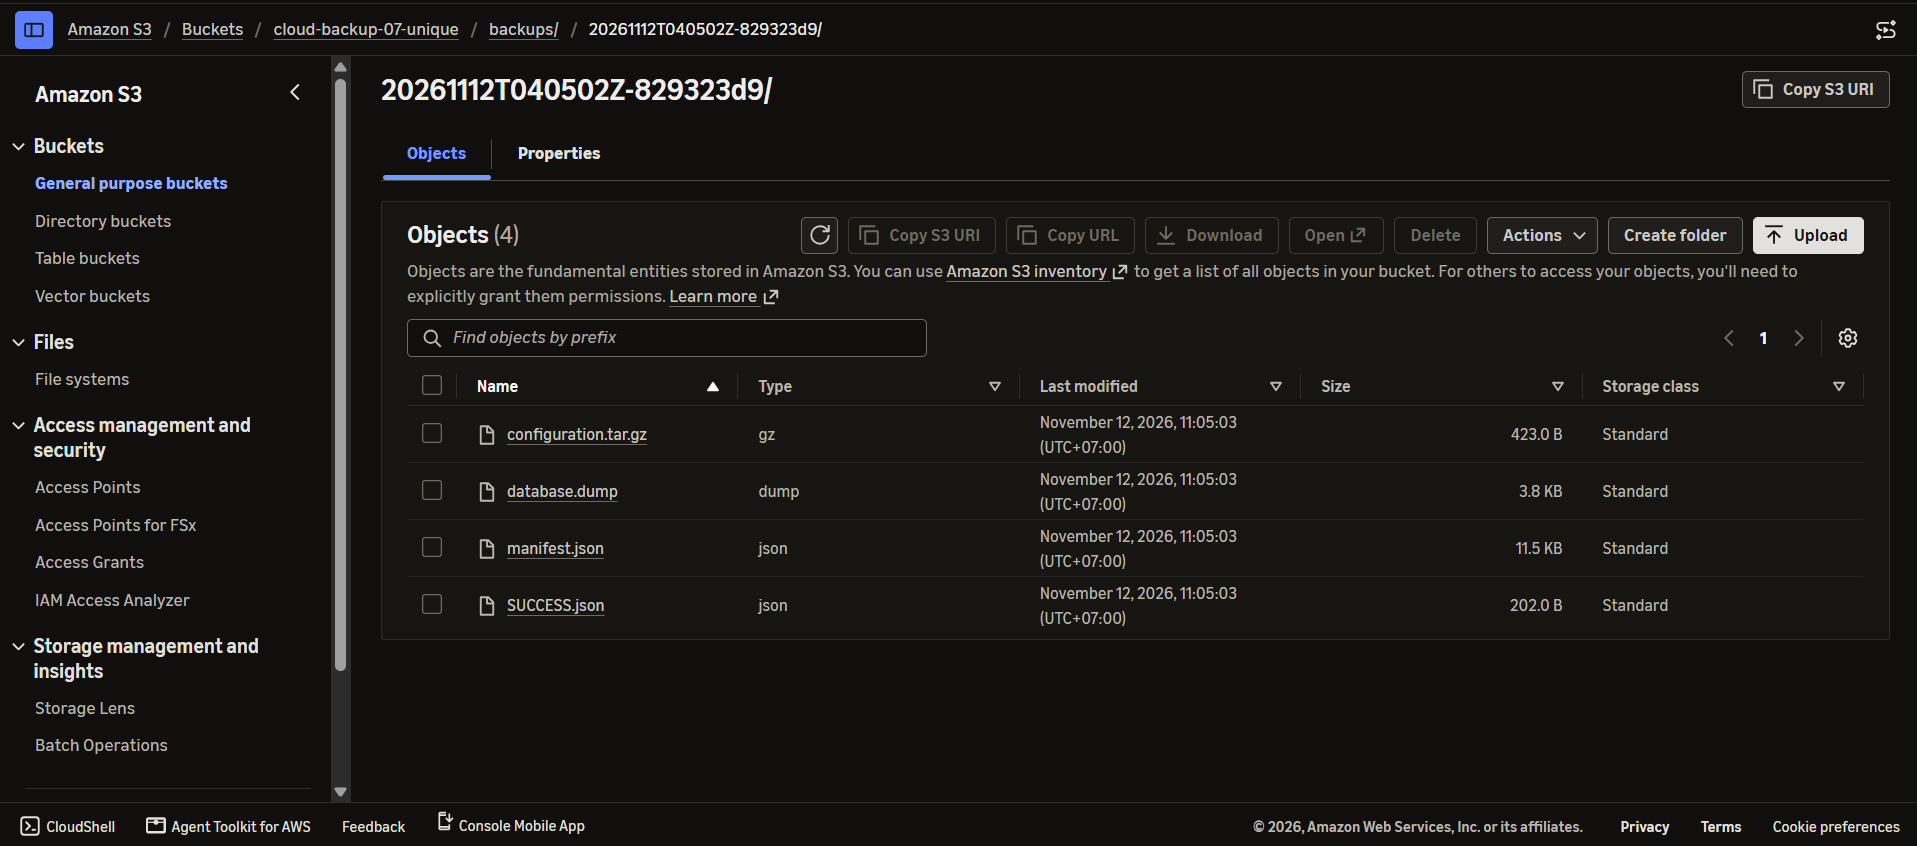 Amazon S3 / Buckets / cloud-backup-07-unique / backups/ / 20261112T040502Z-829323d9/
Amazon S3
Buckets
General purpose buckets
Directory buckets
Table buckets
Vector buckets
Files
File systems
Access management and
security
Access Points
Access Points for FSx
Access Grants
IAM Access Analyzer
Storage management and
insights
Storage Lens
Batch Operations
20261112T040502Z-829323d9/
Copy S3 URI
Objects Properties
Objects (4)
Copy S3 URI Copy URL Download Open Delete Actions Create folder Upload
Objects are the fundamental entities stored in Amazon S3. You can use Amazon S3 inventory to get a list of all objects in your bucket. For others to access your objects, you'll need to
explicitly grant them permissions. Learn more
Find objects by prefix
1
Name Type Last modified Size Storage class
configuration.tar.gz gz November 12, 2026, 11:05:03 423.0 B Standard
(UTC+07:00)
database.dump dump November 12, 2026, 11:05:03 3.8 KB Standard
(UTC+07:00)
manifest.json json November 12, 2026, 11:05:03 11.5 KB Standard
(UTC+07:00)
SUCCESS.json json November 12, 2026, 11:05:03 202.0 B Standard
(UTC+07:00)
CloudShell Agent Toolkit for AWS Feedback Console Mobile App © 2026, Amazon Web Services, Inc. or its affiliates. Privacy Terms Cookie preferences